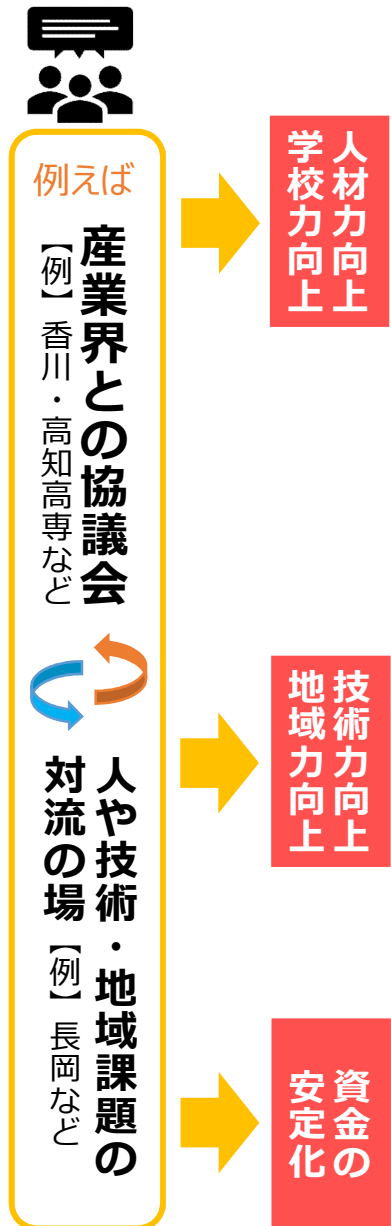 例えば
産業界との協議会
【例】香川・高知高専など
人や技術・地域課題の
対流の場【例】長岡など
人材力向上
学校力向上
技術力向上
地域力向上
資金の
安定化